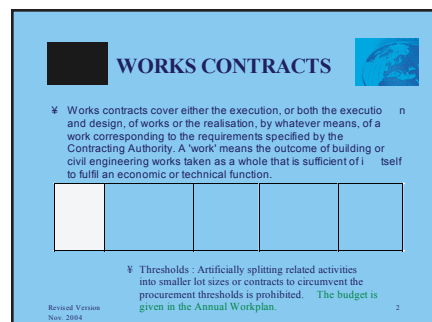 WORKS CONTRACTS
¥ Works contracts cover either the execution, or both the executio n
and design, of works or the realisation, by whatever means, of a
work corresponding to the requirements specified by the
Contracting Authority. A 'work' means the outcome of building or
civil engineering works taken as a whole that is sufficient of i tself
to fulfil an economic or technical function.
¥ Thresholds : Artificially splitting related activities
into smaller lot sizes or contracts to circumvent the
procurement thresholds is prohibited. The budget is
given in the Annual Workplan.
Revised Version
Nov. 2004
2